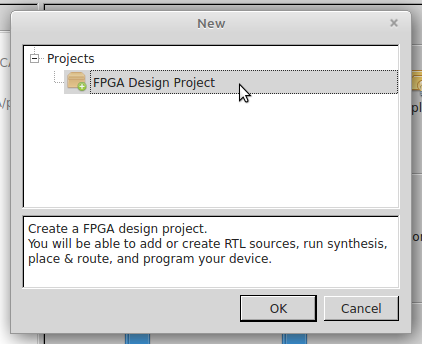 New
Projects
FPGA Design Project
Create a FPGA design project.
You will be able to add or create RTL sources, run synthesis,
place & route, and program your device.
OK
Cancel